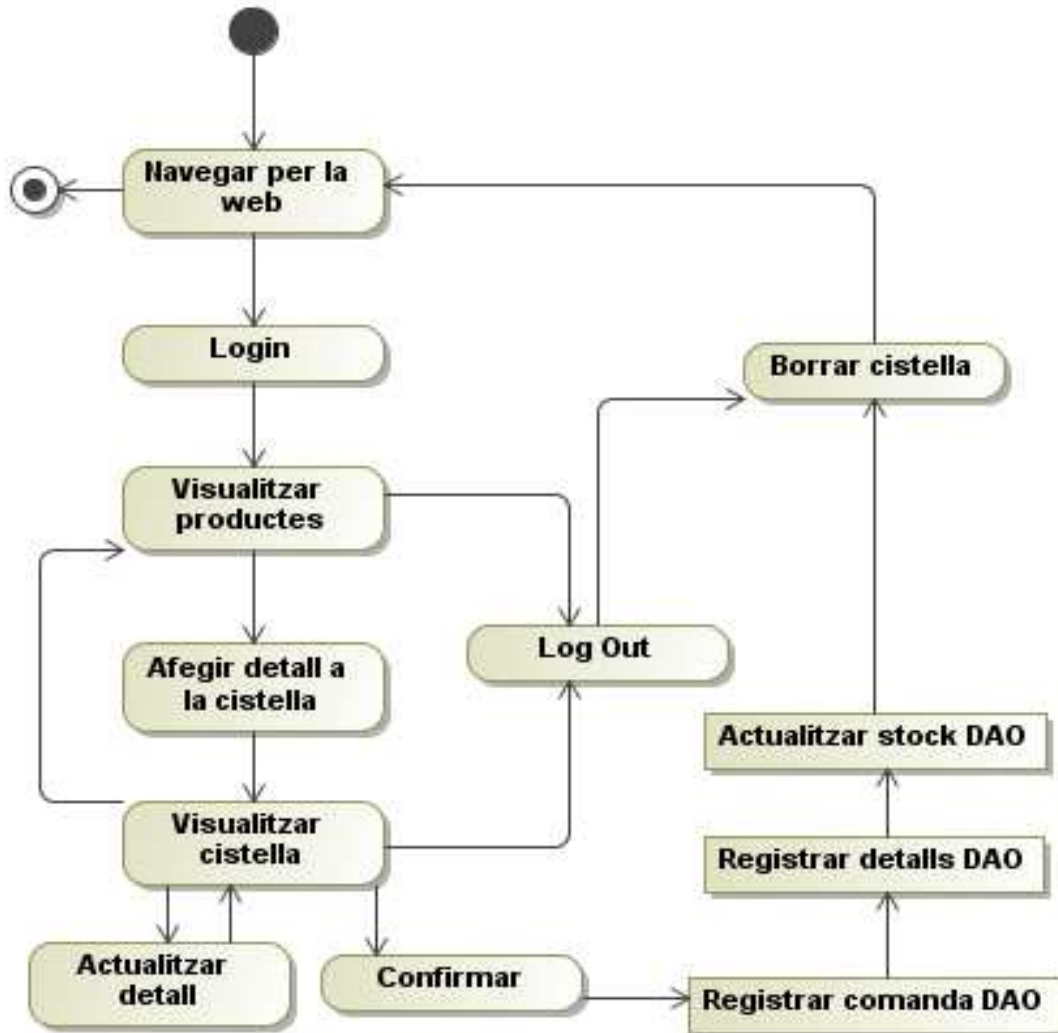 Navegar per la
web
Login
Borrar cistella
Visualitzar
productes
Log Out
Afegir detall a
la cistella
Actualitzar stock DAO
Visualitzar
cistella
Registrar detalls DAO
Actualitzar
detall
Confirmar
Registrar comanda DAO